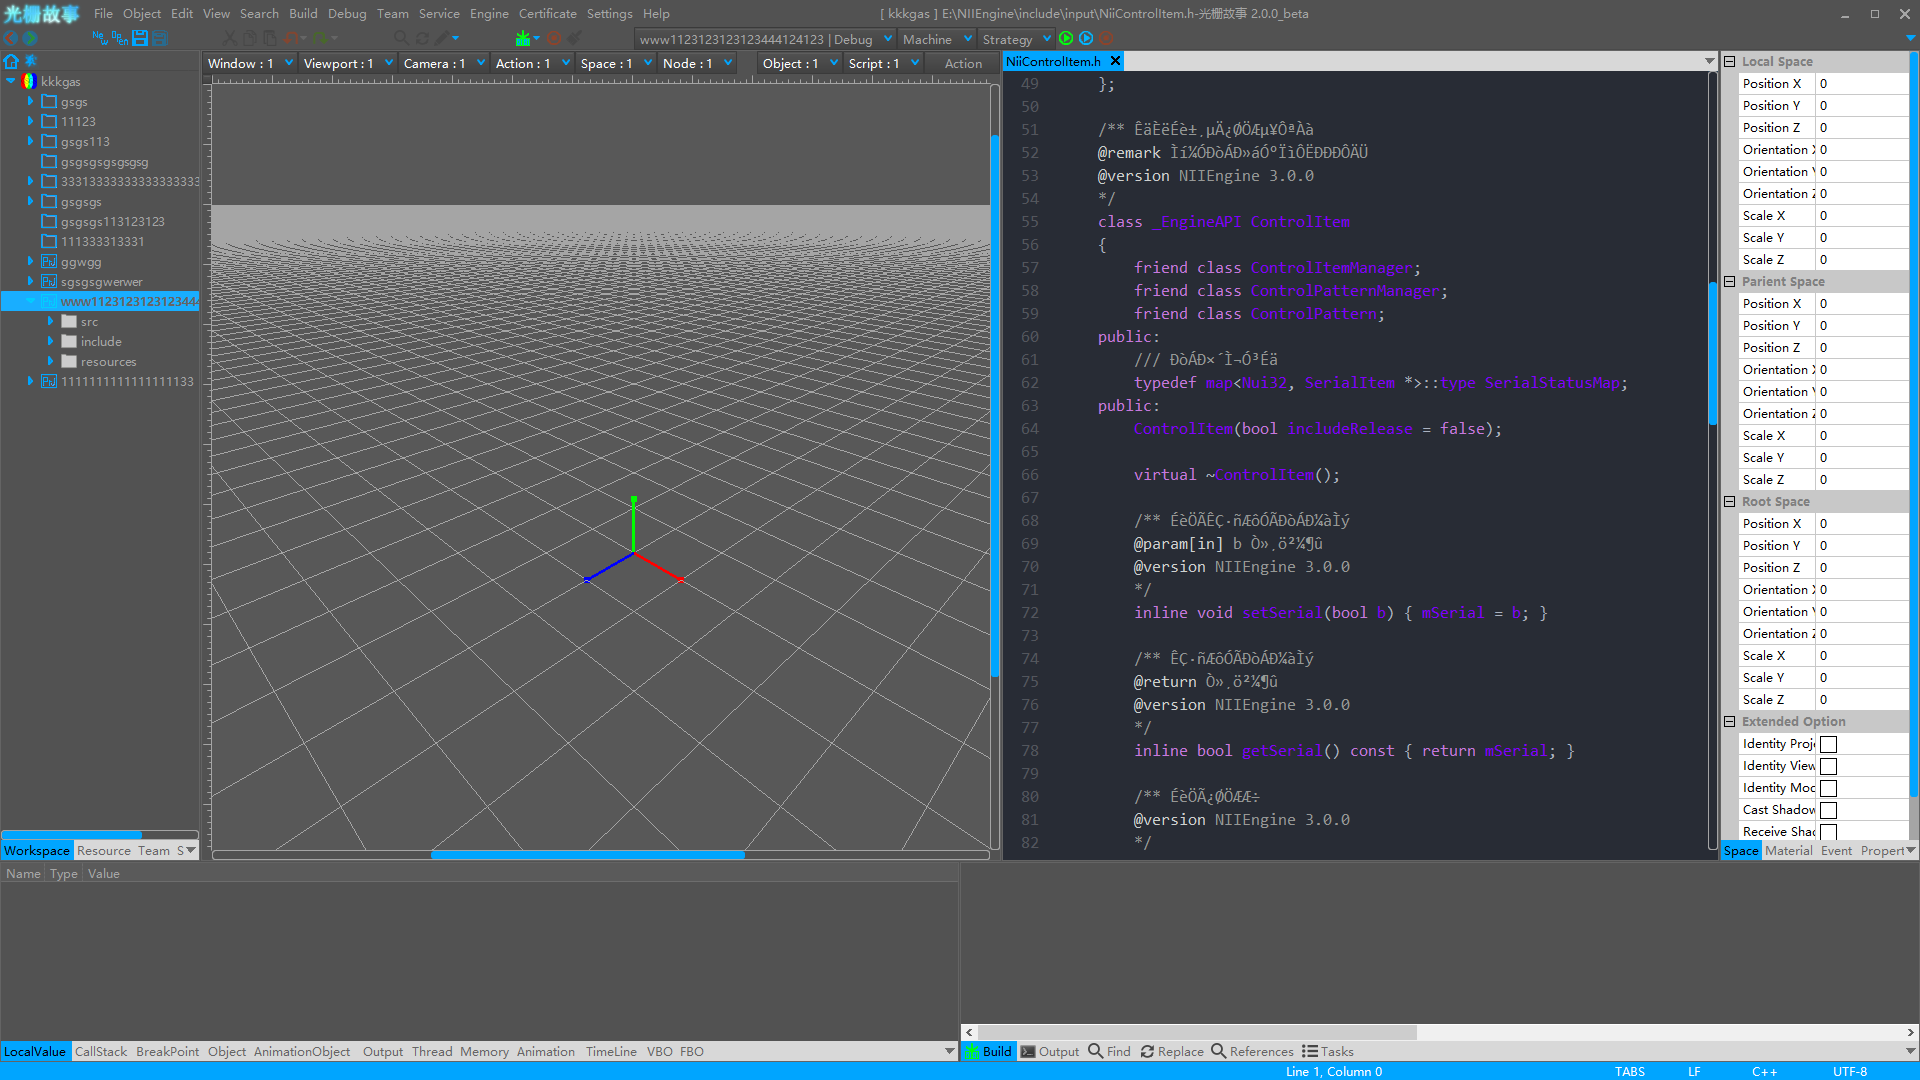 光栅故事 File Object Edit View Search Build Debug Team Service Engine Certificate Settings Help [ kkkgas ] E:\NIIEngine\include\input\NiiControlItem.h-光栅故事 2.0.0_beta
www1123123123123444124123 | Debug Machine Strategy
Window : 1 Viewport : 1 Camera : 1 Action : 1 Space : 1 Node : 1 Object : 1 Script : 1 Action
kkkgas
gsgs
11123
gsgs113
gsgsgsgsgsgsg
gsgsgs
gsgsgs113123123
111333313331
ggwgg
sgsgsgwerwer
www1123123123123444
src
include
resources
Workspace Resource Team S
NiiControlItem.h
49 };
50
51 /** ÊäÈëÉè±¸µÄ¿ØÖÆµ¥ÔªÀà
52 @remark Ìí¼ÓÐòÁÐ»áÓ°ÏìÔËÐÐÐÔÄÜ
53 @version NIIEngine 3.0.0
54 */
55 class _EngineAPI ControlItem
56 {
57 friend class ControlItemManager;
58 friend class ControlPatternManager;
59 friend class ControlPattern;
60 public:
61 /// ÐòÁÐ×´Ì¬Ó³Éä
62 typedef map<Nui32, SerialItem *>::type SerialStatusMap;
63 public:
64 ControlItem(bool includeRelease = false);
65
66 virtual ~ControlItem();
67
68 /** ÉèÖÃÊÇ·ñÆôÓÃÐòÁÐ¼àÌý
69 @param[in] b Ò»¸ö²¼¶û
70 @version NIIEngine 3.0.0
71 */
72 inline void setSerial(bool b) { mSerial = b; }
73
74 /** ÊÇ·ñÆôÓÃÐòÁÐ¼àÌý
75 @return Ò»¸ö²¼¶û
76 @version NIIEngine 3.0.0
77 */
78 inline bool getSerial() const { return mSerial; }
79
80 /** ÉèÖÃ¿ØÖÆÆ÷
81 @version NIIEngine 3.0.0
82 */
Local Space
Position X 0
Position Y 0
Position Z 0
Orientation X 0
Orientation Y 0
Orientation Z 0
Scale X 0
Scale Y 0
Scale Z 0
Parient Space
Position X 0
Position Y 0
Position Z 0
Orientation X 0
Orientation Y 0
Orientation Z 0
Scale X 0
Scale Y 0
Scale Z 0
Root Space
Position X 0
Position Y 0
Position Z 0
Orientation X 0
Orientation Y 0
Orientation Z 0
Scale X 0
Scale Y 0
Scale Z 0
Extended Option
Identity Proj
Identity View
Identity Mod
Cast Shadow
Receive Shad
Space Material Event Propert
Name Type Value
LocalValue CallStack BreakPoint Object AnimationObject Output Thread Memory Animation TimeLine VBO FBO
Build Output Find Replace References Tasks
Line 1, Column 0 TABS LF C++ UTF-8